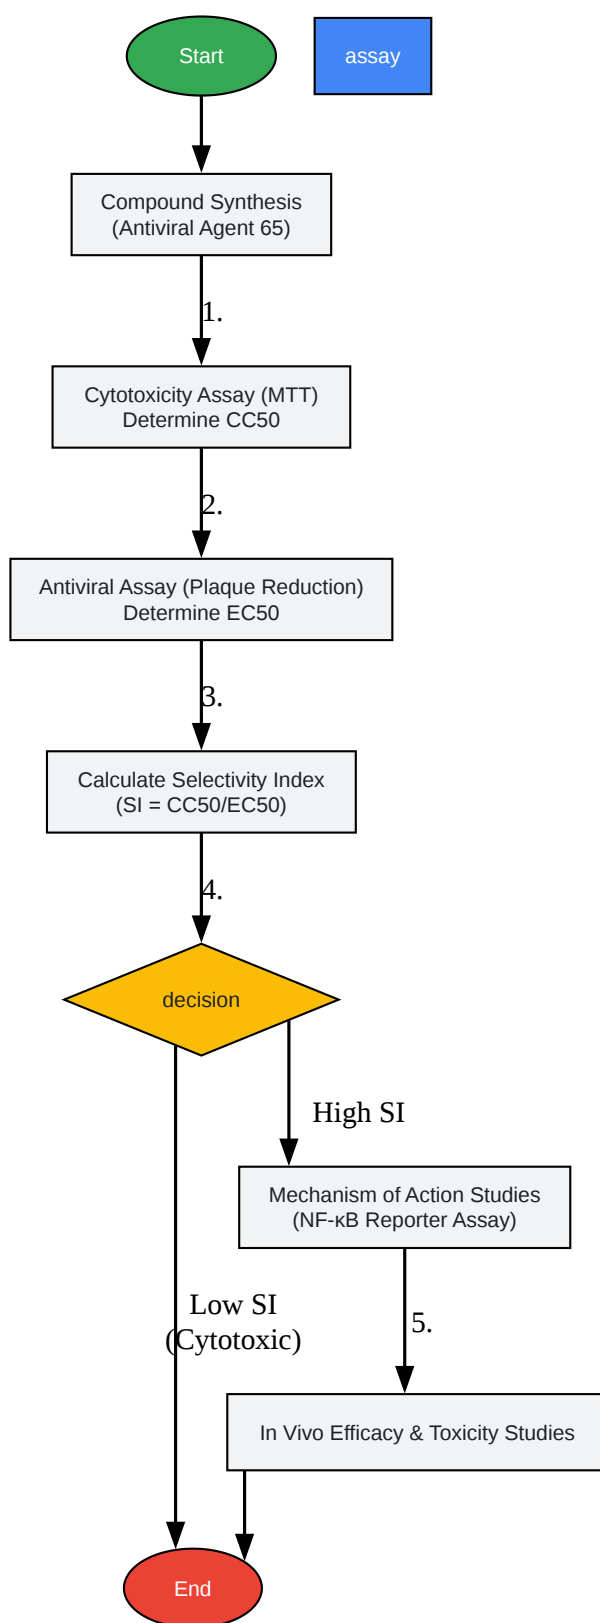 Start
assay
Compound Synthesis
(Antiviral Agent 65)
1.
Cytotoxicity Assay (MTT)
Determine CC50
2.
Antiviral Assay (Plaque Reduction)
Determine EC50
3.
Calculate Selectivity Index
(SI = CC50/EC50)
4.
decision
High SI
Mechanism of Action Studies
(NF-κB Reporter Assay)
Low SI
(Cytotoxic)
5.
In Vivo Efficacy & Toxicity Studies
End